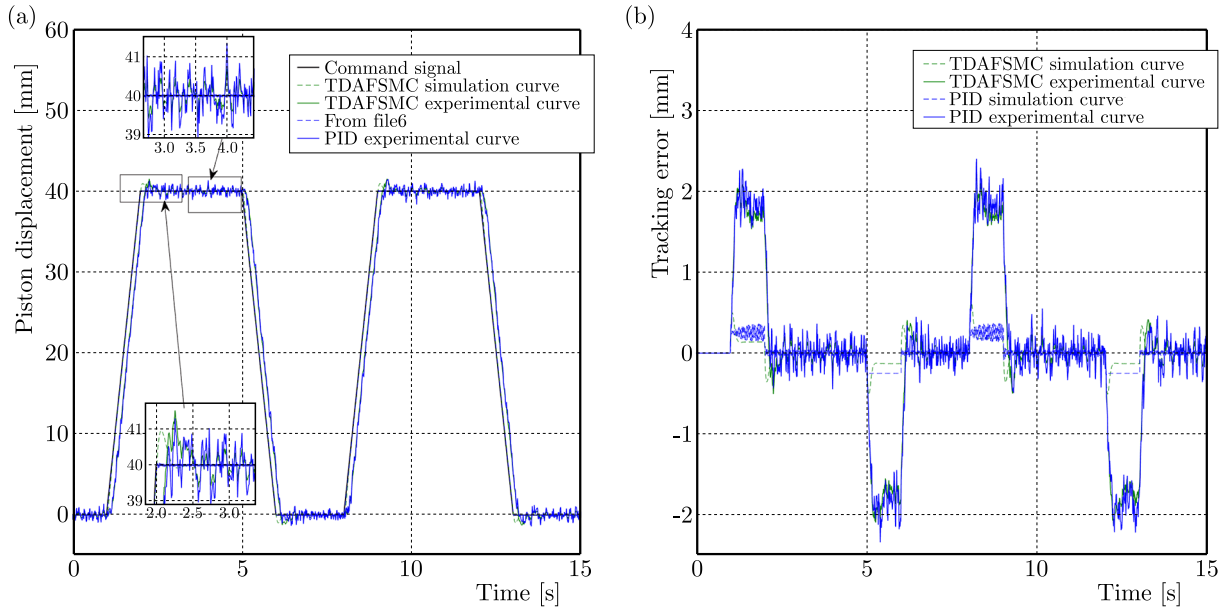 (a)
60
50
40
30
20
10
0
Piston displacement [mm]
0
5
10
15
Time [s]
Command signal
TDAFSMC simulation curve
TDAFSMC experimental curve
From file6
PID experimental curve
41
40
39
3.0
3.5
4.0
41
40
39
2.0
2.5
3.0
(b)
4
3
2
1
0
-1
-2
Tracking error [mm]
0
5
10
15
Time [s]
TDAFSMC simulation curve
TDAFSMC experimental curve
PID simulation curve
PID experimental curve